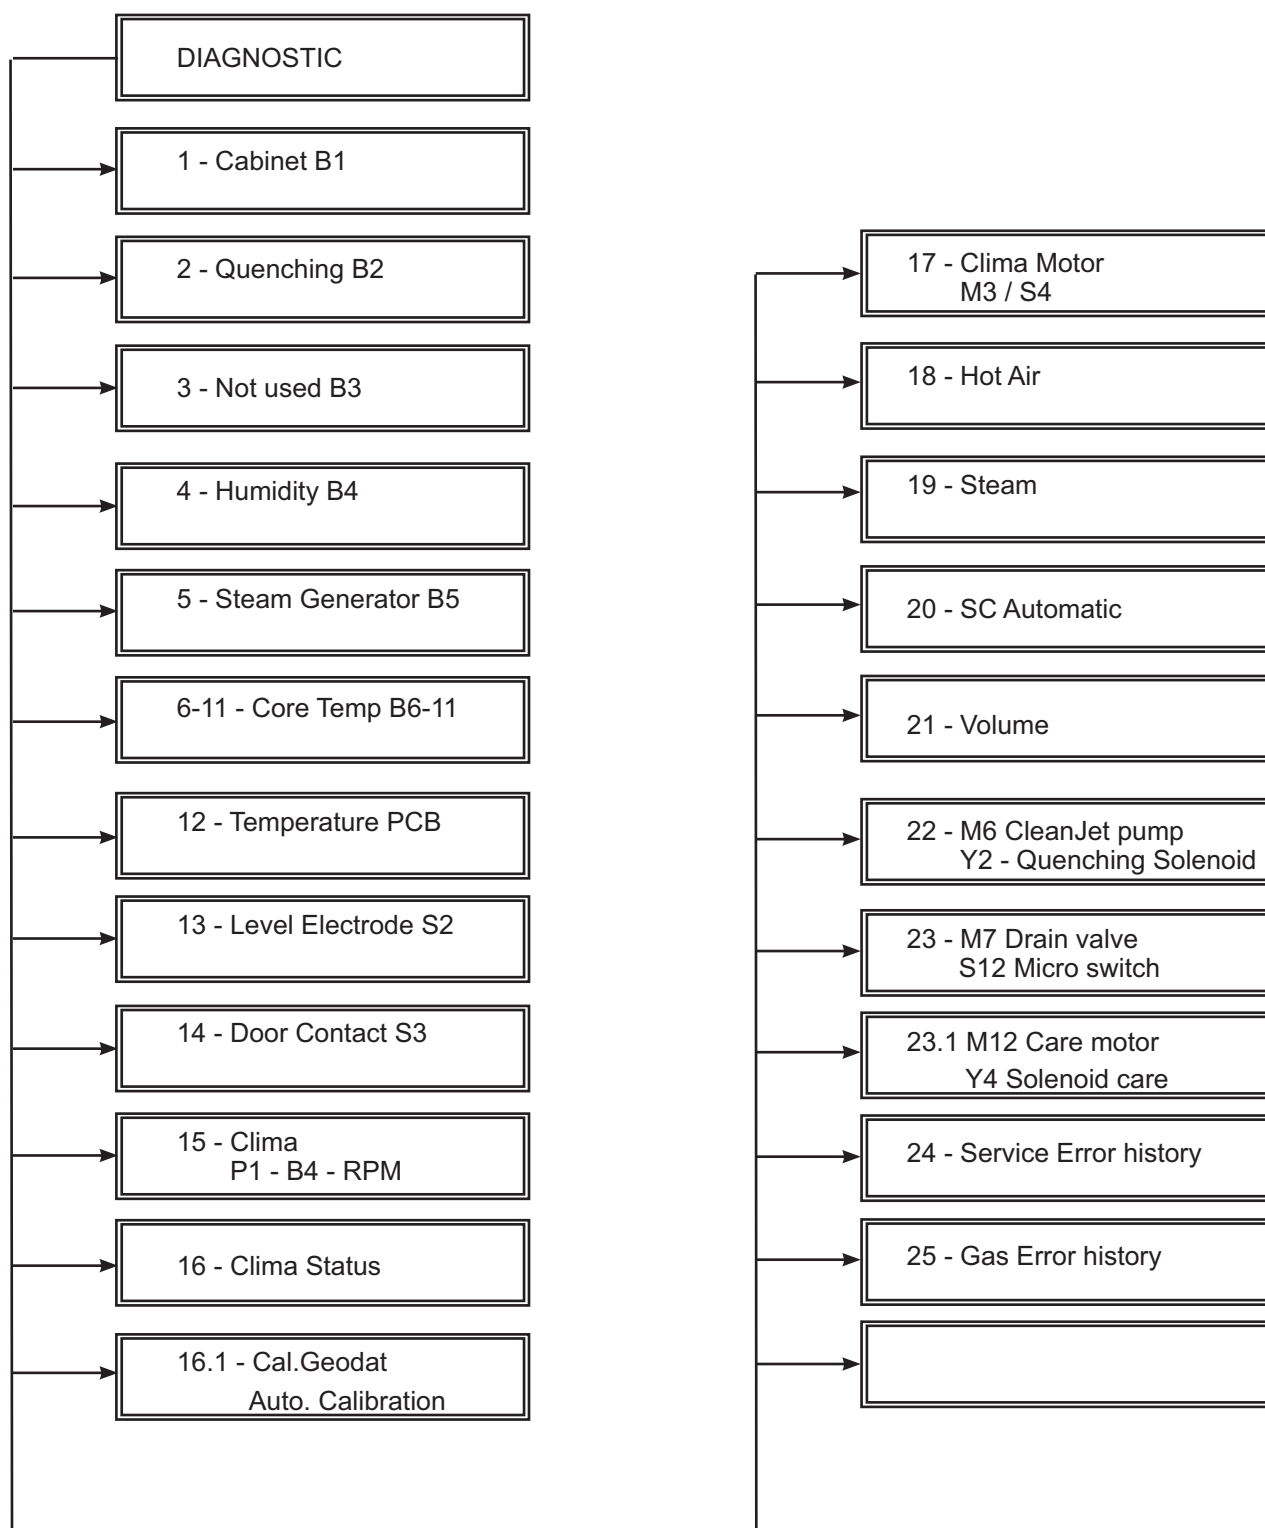 DIAGNOSTIC
1 - Cabinet B1
2 - Quenching B2
3 - Not used B3
4 - Humidity B4
5 - Steam Generator B5
6-11 - Core Temp B6-11
12 - Temperature PCB
13 - Level Electrode S2
14 - Door Contact S3
15 - Clima
P1 - B4 - RPM
16 - Clima Status
16.1 - Cal.Geodat
Auto. Calibration
17 - Clima Motor
M3 / S4
18 - Hot Air
19 - Steam
20 - SC Automatic
21 - Volume
22 - M6 CleanJet pump
Y2 - Quenching Solenoid
23 - M7 Drain valve
S12 Micro switch
23.1 M12 Care motor
Y4 Solenoid care
24 - Service Error history
25 - Gas Error history